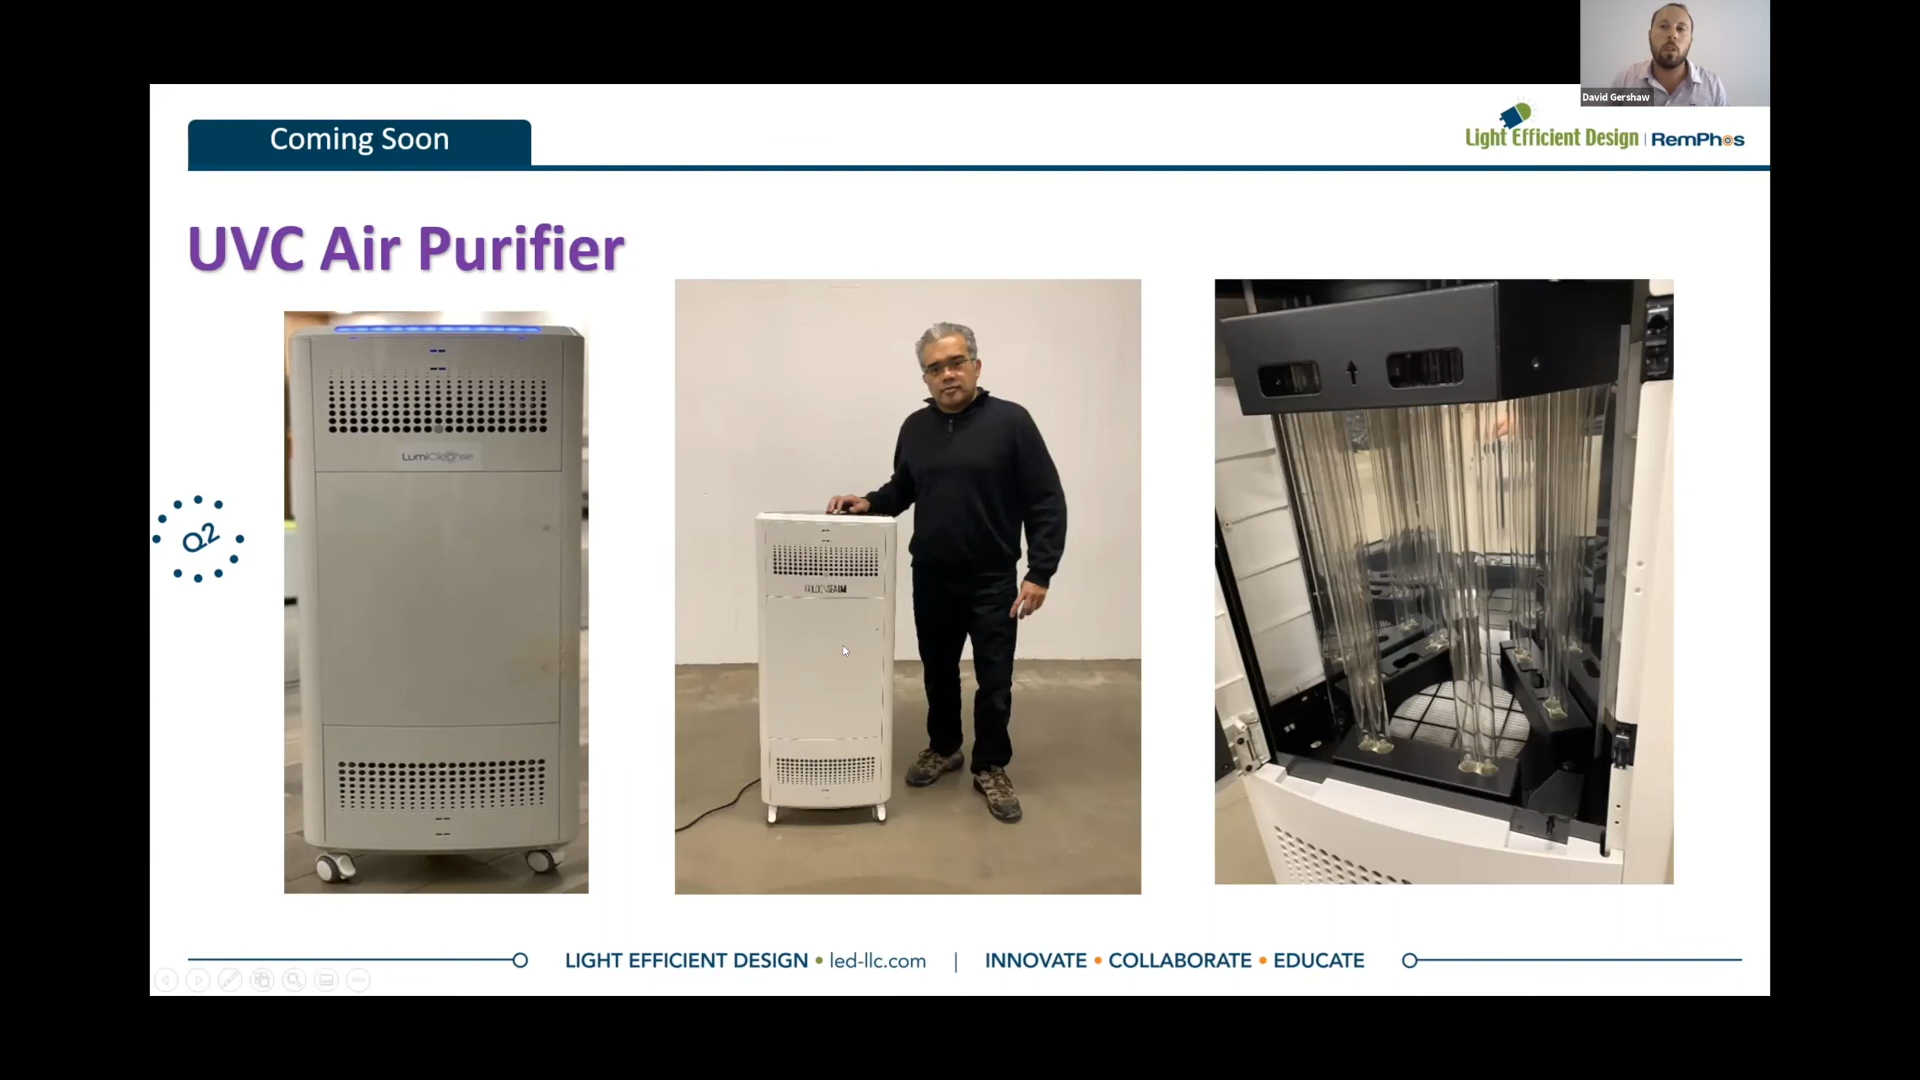 David Gershaw
Coming Soon
Light Efficient Design | RemPhos
UVC Air Purifier
LumiCleanse
Q2
LIGHT EFFICIENT DESIGN • led-llc.com | INNOVATE • COLLABORATE • EDUCATE